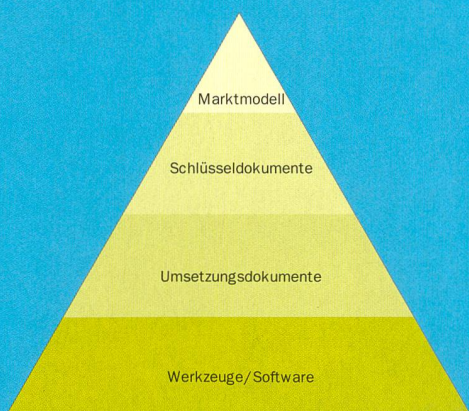 Marktmodell
Schlüsseldokumente
Umsetzungsdokumente
Werkzeuge/Software